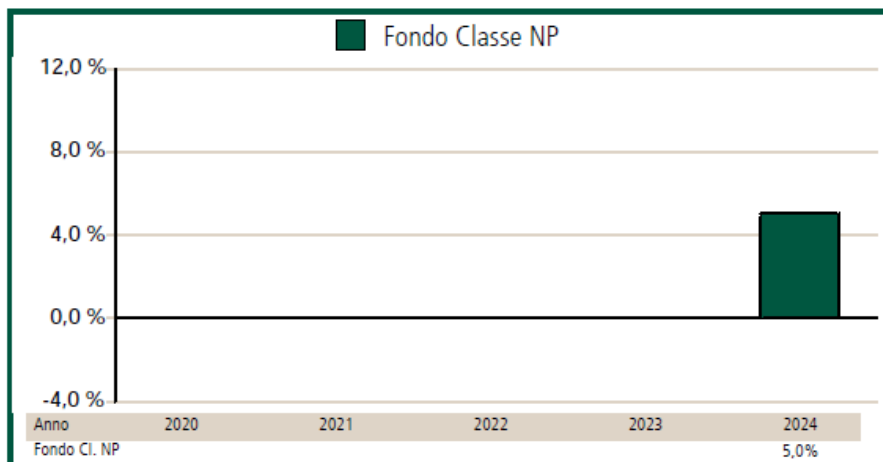 Fondo Classe NP
12,0 %
8,0 %
4,0 %
0,0 %
-4,0 %
Anno 2020 2021 2022 2023 2024
Fondo Cl. NP 5,0%